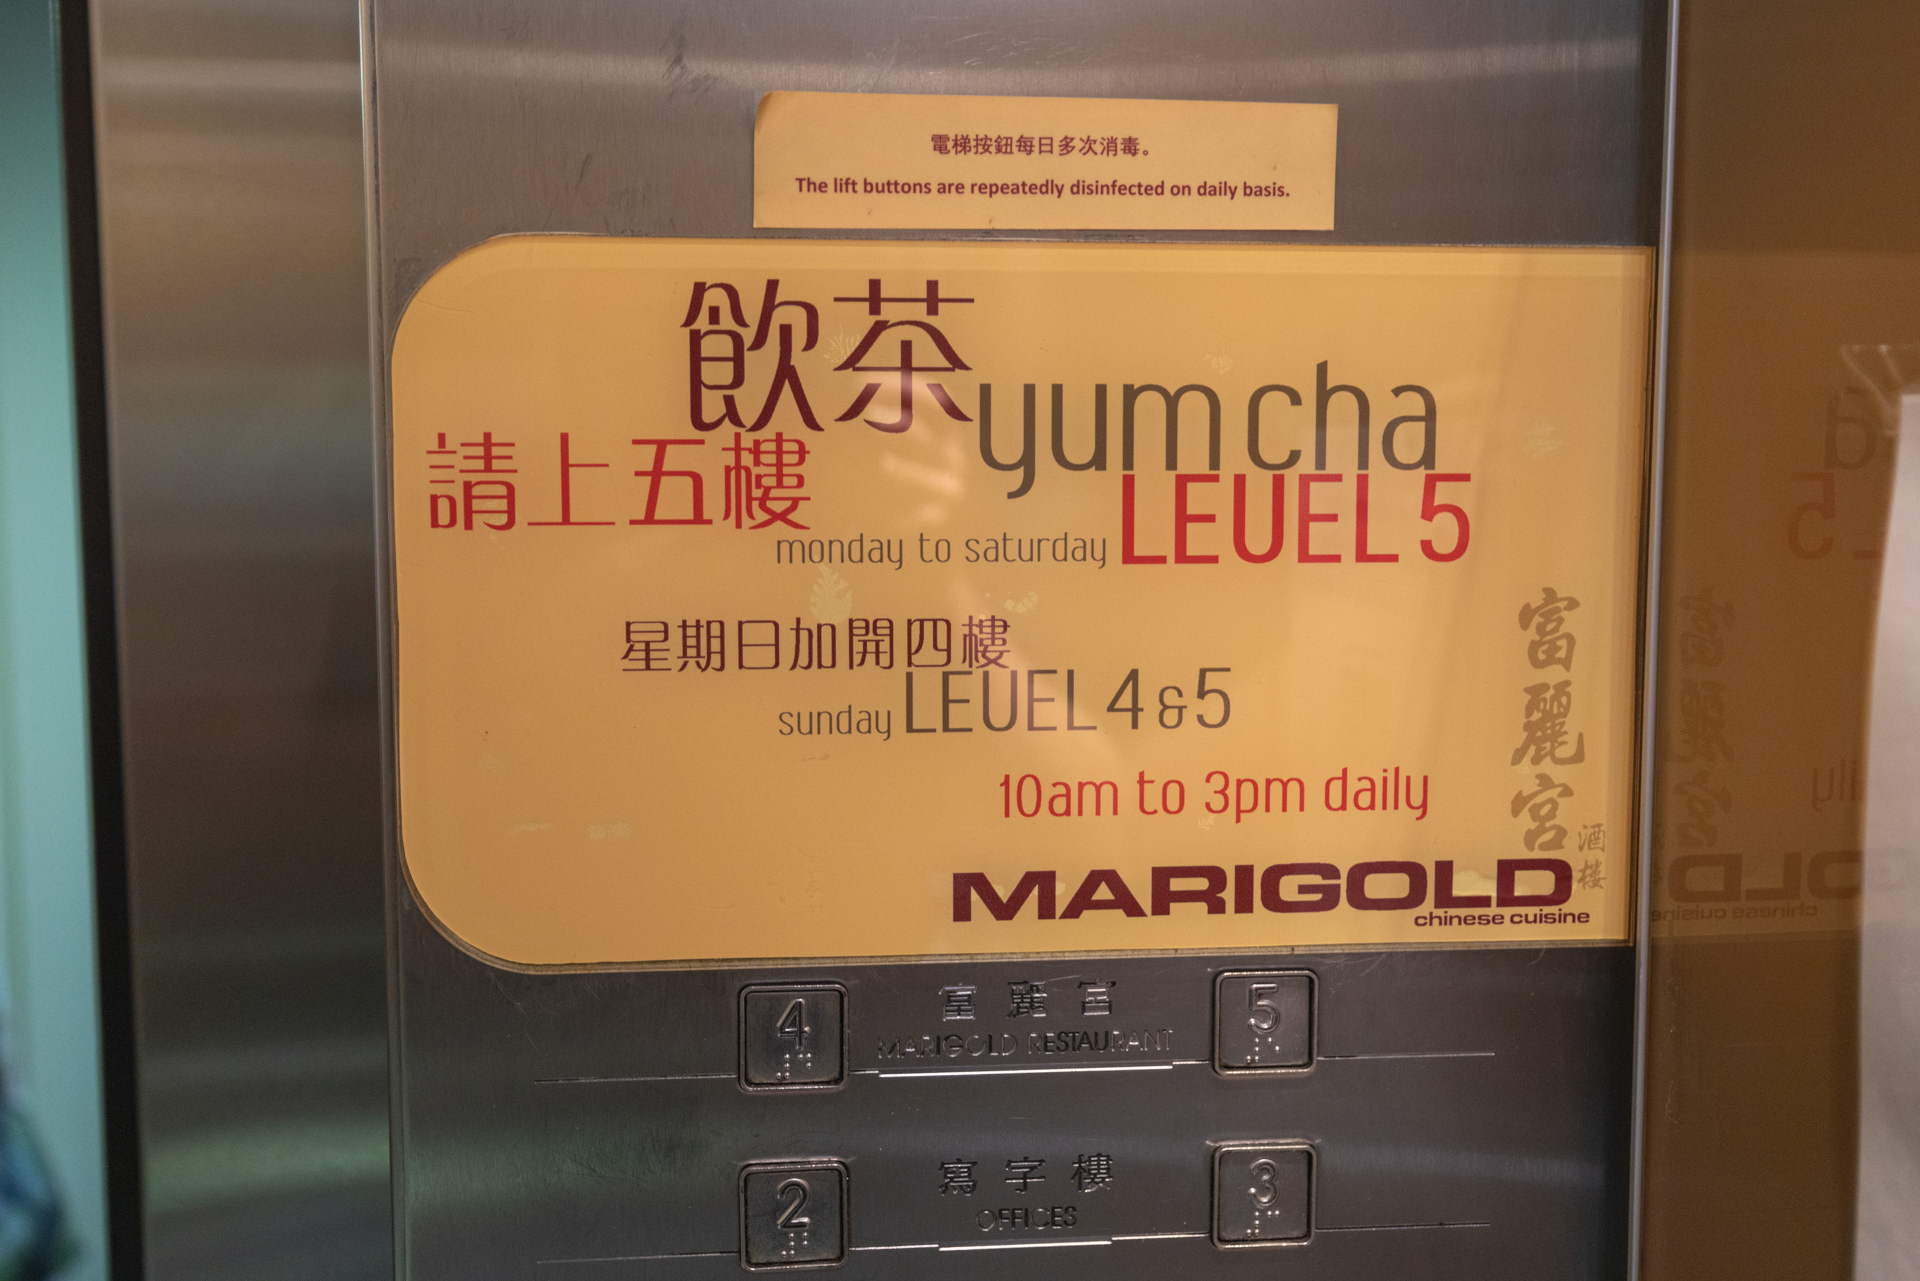 電梯按鈕每日多次消毒。
The lift buttons are repeatedly disinfected on daily basis.
飲茶
yum cha
請上五樓
monday to saturday LEVEL 5
星期日加開四樓
sunday LEVEL 4 & 5
10am to 3pm daily
富麗宮
酒樓
MARIGOLD
chinese cuisine
4 富麗宮 5
MARIGOLD RESTAURANT
2 寫字樓 3
OFFICES